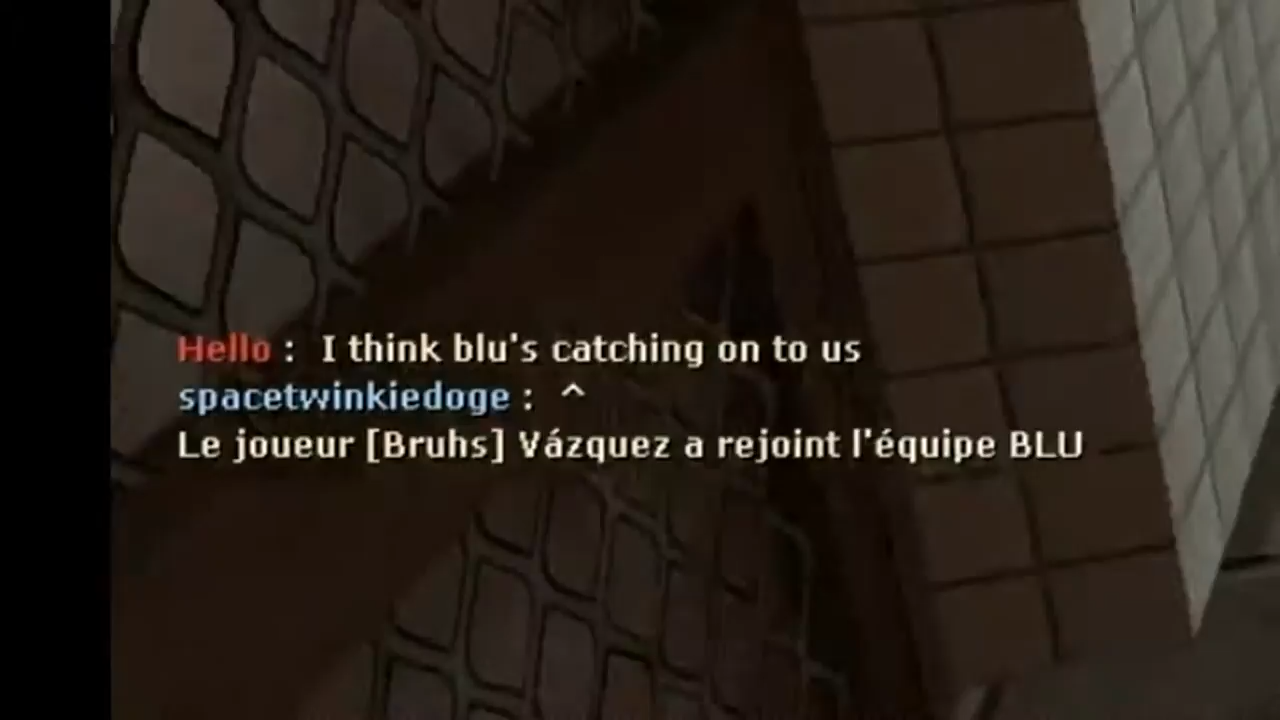 Hello :  I think blu's catching on to us
spacetwinkiedoge :  ^
Le joueur [Bruhs] Vázquez a rejoint l'équipe BLU